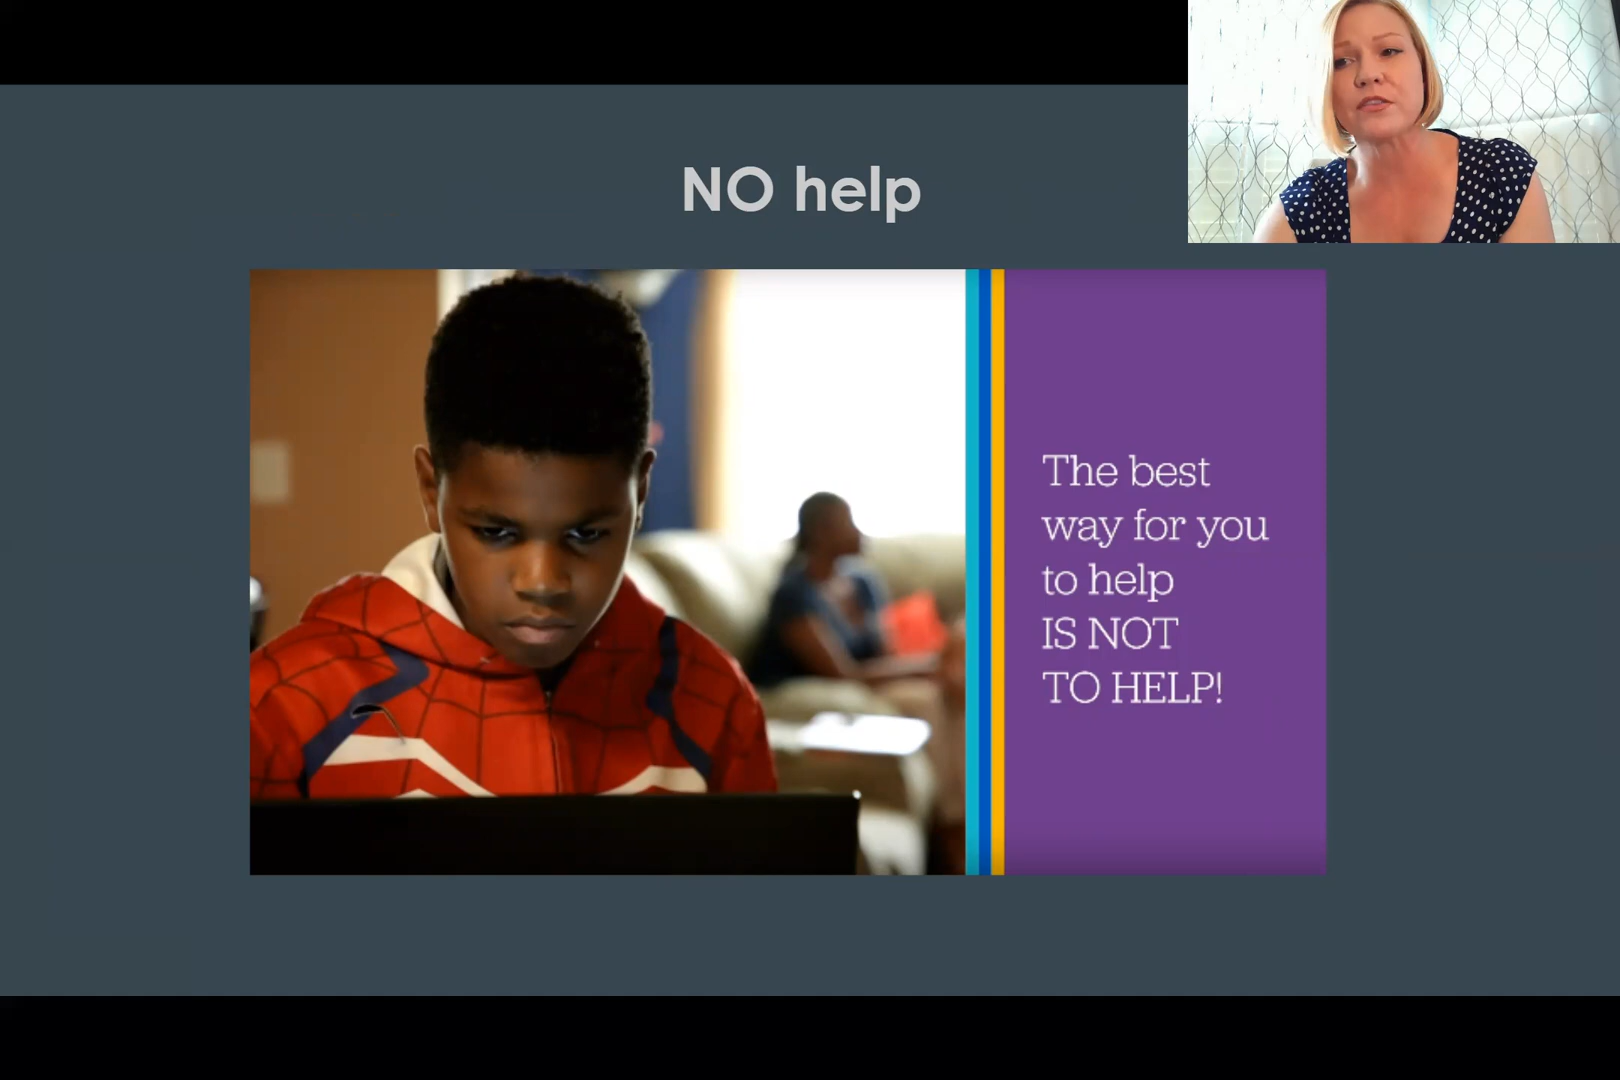 NO help
The best
way for you
to help
IS NOT
TO HELP!